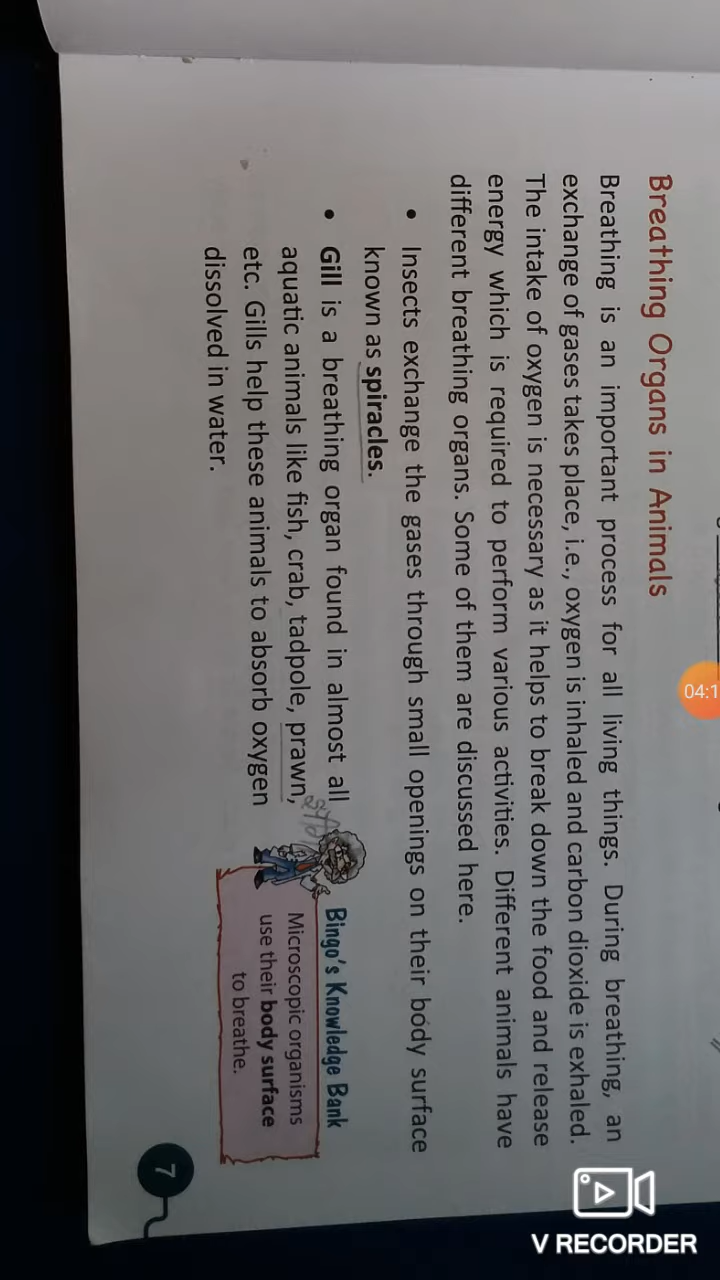 Breathing Organs in Animals
Breathing is an important process for all living things. During breathing, an
exchange of gases takes place, i.e., oxygen is inhaled and carbon dioxide is exhaled.
The intake of oxygen is necessary as it helps to break down the food and release
energy which is required to perform various activities. Different animals have
different breathing organs. Some of them are discussed here.
• Insects exchange the gases through small openings on their body surface
known as spiracles.
• Gill is a breathing organ found in almost all
aquatic animals like fish, crab, tadpole, prawn,
etc. Gills help these animals to absorb oxygen
dissolved in water.
Bingo's Knowledge Bank
Microscopic organisms
use their body surface
to breathe.
7
04:1
V RECORDER